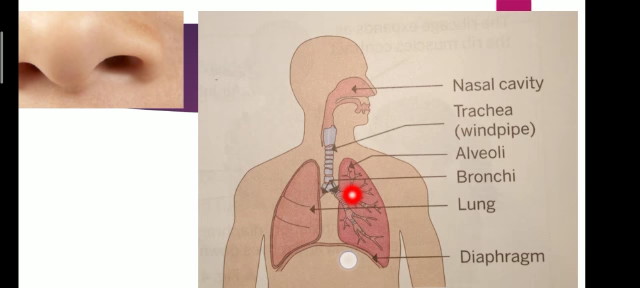 Nasal cavity
Trachea
(windpipe)
Alveoli
Bronchi
Lung
Diaphragm